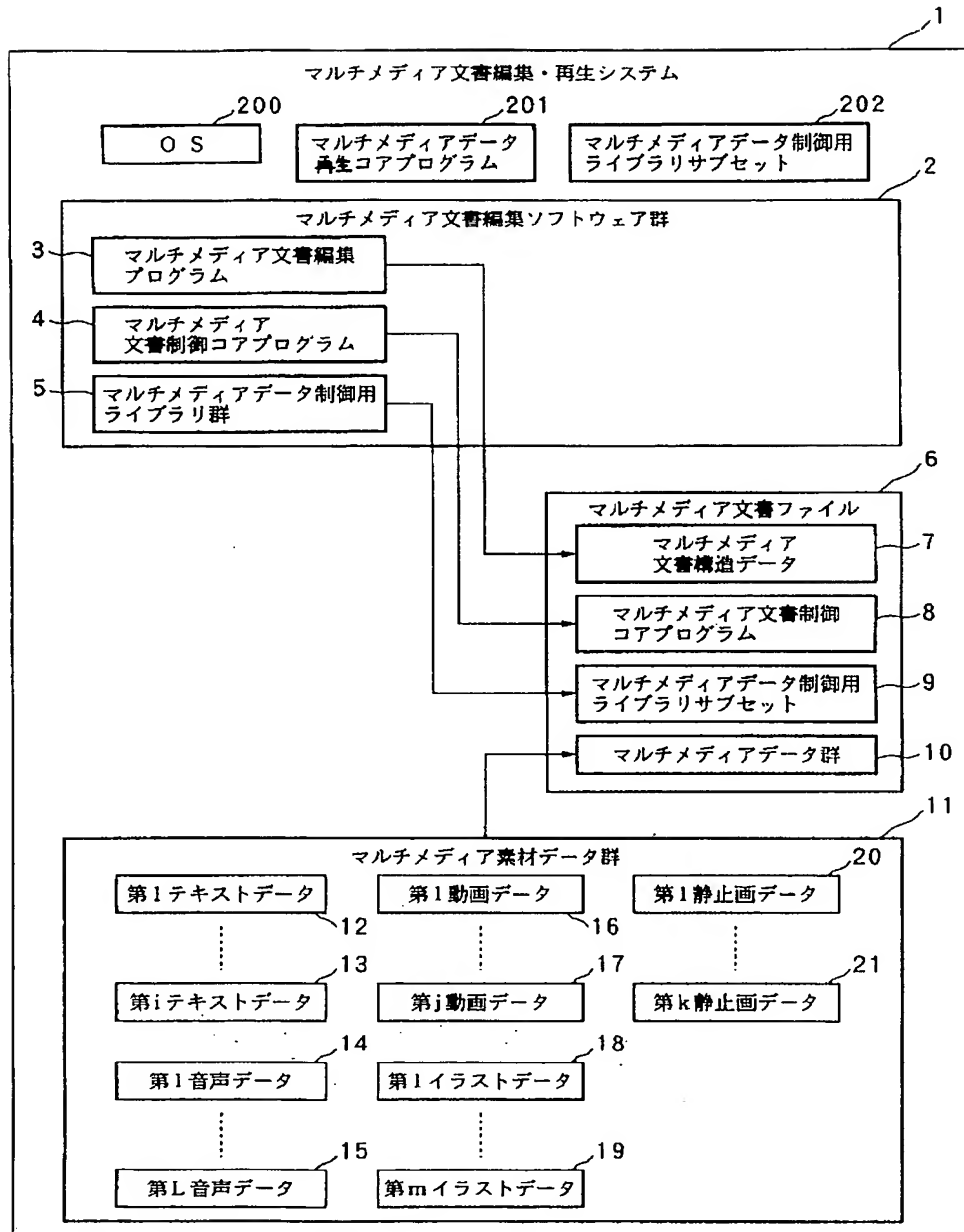 1
マルチメディア文書編集・再生システム
200
201
202
OS
マルチメディアデータ
再生コアプログラム
マルチメディアデータ制御用
ライブラリサブセット
2
マルチメディア文書編集ソフトウェア群
3
マルチメディア文書編集
プログラム
4
マルチメディア
文書制御コアプログラム
5
マルチメディアデータ制御用
ライブラリ群
6
マルチメディア文書ファイル
マルチメディア
文書構造データ
7
マルチメディア文書制御
コアプログラム
8
マルチメディアデータ制御用
ライブラリサブセット
9
マルチメディアデータ群
10
11
マルチメディア素材データ群
20
第1テキストデータ
第1動画データ
第1静止画データ
12
16
13
17
21
第iテキストデータ
第j動画データ
第k静止画データ
14
18
第1音声データ
第1イラストデータ
15
19
第L音声データ
第mイラストデータ